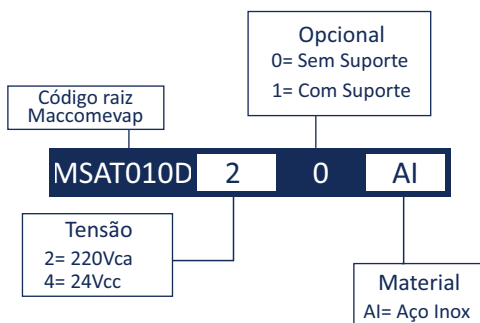 Opcional
0= Sem Suporte
1= Com Suporte
Código raiz
Maccomevap
MSAT010D 2 0 AI
Tensão
2= 220Vca
4= 24Vcc
Material
AI= Aço Inox